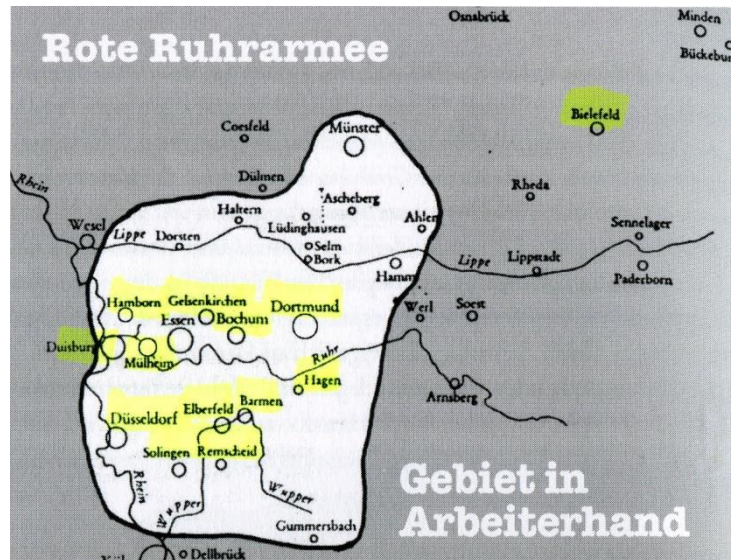 Osnabrück
Minden
Bückebur
Rote Ruhrarmee
Coesfeld
Münster
Bielefeld
Dülmen
Rhein
Haltern
Ascheberg
Rheda
Wesel
Lippe
Dorsten
Lüdinghausen
Ahlen
Sennelager
Selm
Bork
Hamm
Lippe
Lippstadt
Paderborn
Hamborn
Gelsenkirchen
Dortmund
Werl
Soest
Essen
Bochum
Duisburg
Mülheim
Ruhr
Hagen
Arnsberg
Düsseldorf
Elberfeld
Barmen
Solingen
Remscheid
Rhein
Wupper
Wupper
Gebiet in
Arbeiterhand
Gummersbach
Dellbrück